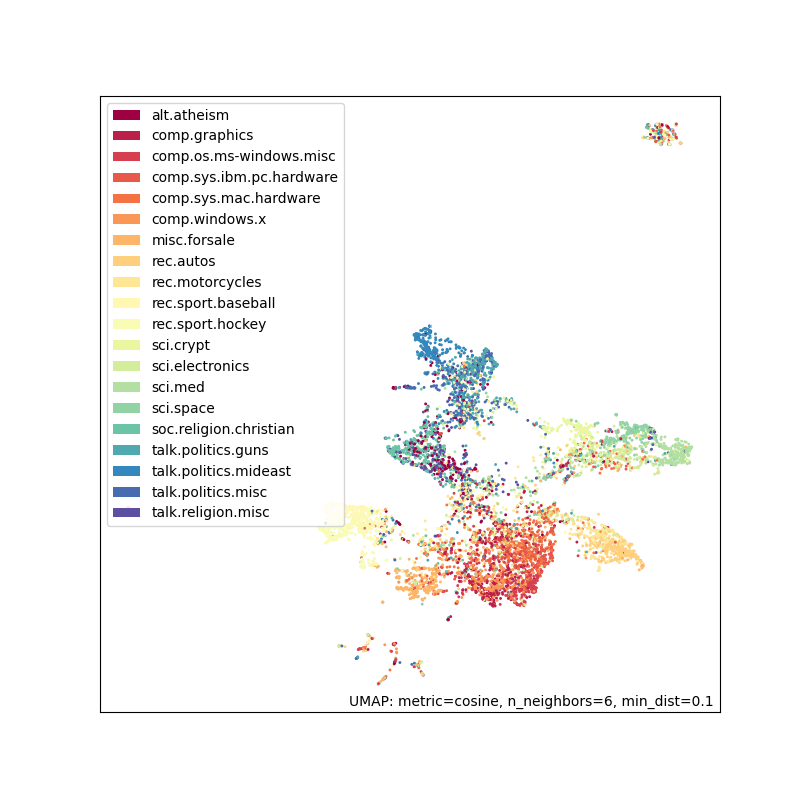 alt.atheism
comp.graphics
comp.os.ms-windows.misc
comp.sys.ibm.pc.hardware
comp.sys.mac.hardware
comp.windows.x
misc.forsale
rec.autos
rec.motorcycles
rec.sport.baseball
rec.sport.hockey
sci.crypt
sci.electronics
sci.med
sci.space
soc.religion.christian
talk.politics.guns
talk.politics.mideast
talk.politics.misc
talk.religion.misc
UMAP: metric=cosine, n_neighbors=6, min_dist=0.1